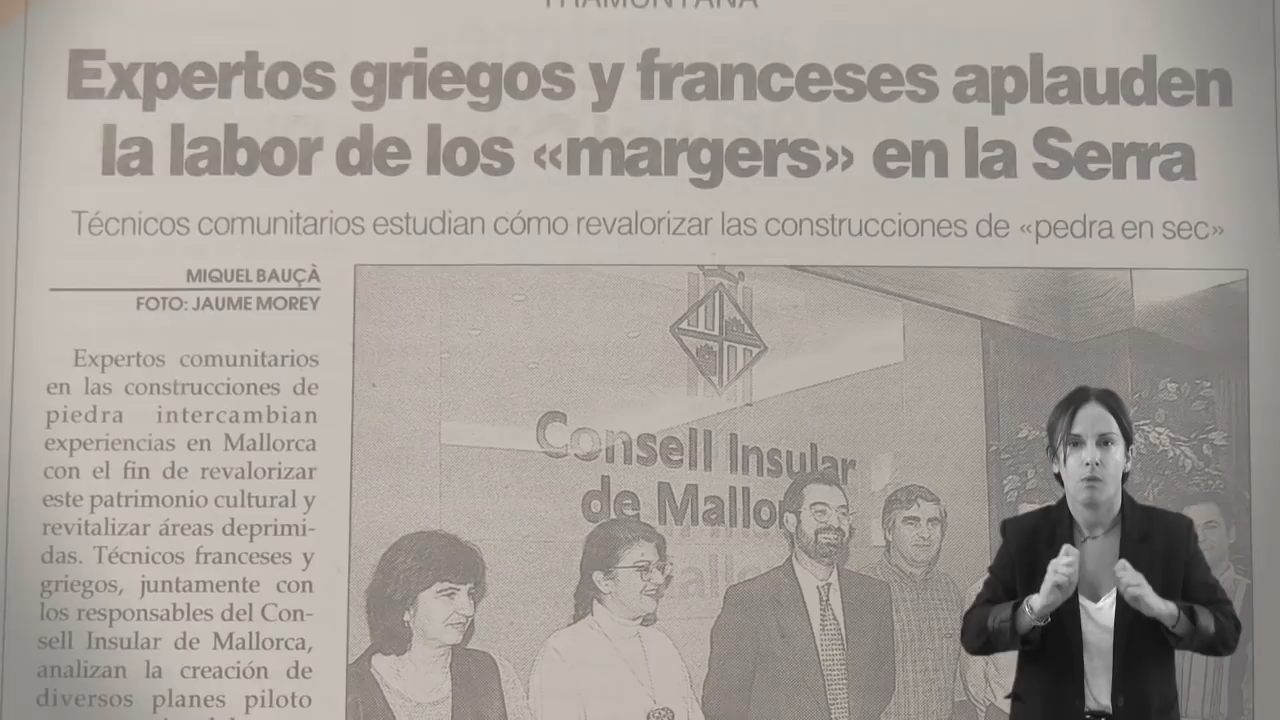 TRAMUNTANA
Expertos griegos y franceses aplauden
la labor de los «margers» en la Serra
Técnicos comunitarios estudian cómo revalorizar las construcciones de «pedra en sec»
MIQUEL BAUÇÀ
FOTO: JAUME MOREY
Expertos comunitarios
en las construcciones de
piedra intercambian
experiencias en Mallorca
con el fin de revalorizar
este patrimonio cultural y
revitalizar áreas deprimi-
das. Técnicos franceses y
griegos, juntamente con
los responsables del Con-
sell Insular de Mallorca,
analizan la creación de
diversos planes piloto
Consell Insular
de Mallor